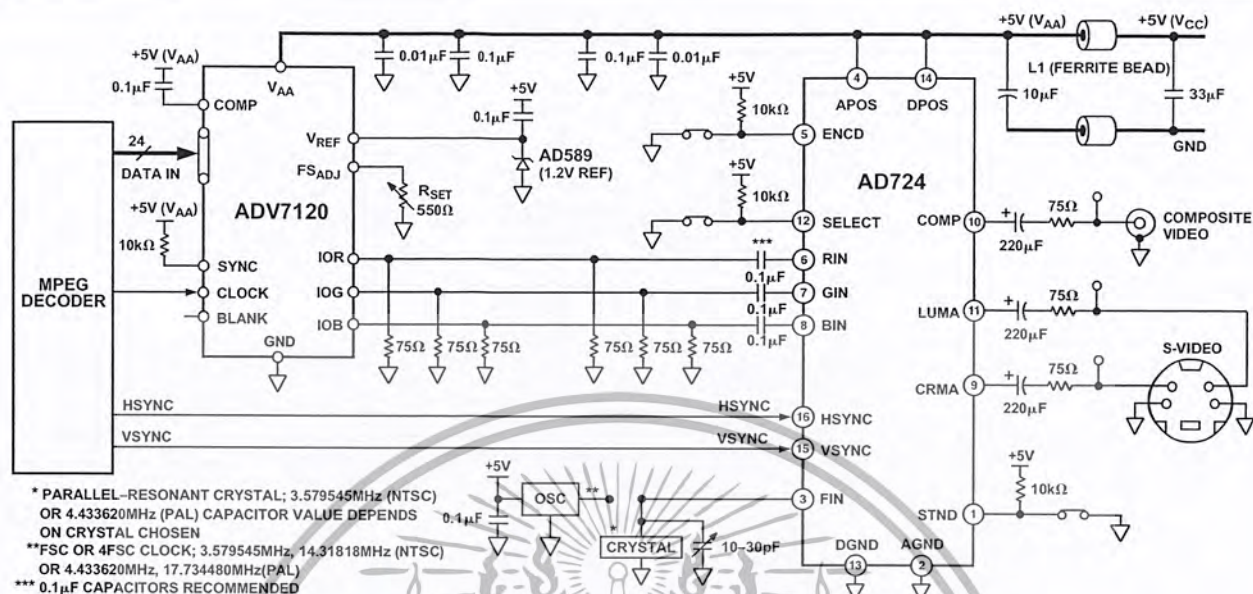 +5V (VAA)
0.1μF
VAA
COMP
0.01μF
0.1μF
0.1μF
0.01μF
+5V (VAA)
+5V (VCC)
L1 (FERRITE BEAD)
10μF
33μF
GND
4
14
APOS
DPOS
+5V
10kΩ
5
ENCD
+5V
10kΩ
12
SELECT
AD724
24
DATA IN
ADV7120
VREF
+5V
0.1μF
AD589
(1.2V REF)
FSADJ
RSET
550Ω
+5V (VAA)
10kΩ
SYNC
CLOCK
BLANK
GND
MPEG
DECODER
IOR
IOG
IOB
75Ω
75Ω
75Ω
75Ω
75Ω
75Ω
***
0.1μF
0.1μF
0.1μF
6
RIN
7
GIN
8
BIN
COMP
10
+
220μF
75Ω
COMPOSITE
VIDEO
LUMA
11
+
220μF
75Ω
S-VIDEO
CRMA
9
+
220μF
75Ω
HSYNC
HSYNC
16
HSYNC
VSYNC
VSYNC
15
VSYNC
+5V
0.1μF
OSC
**
*
CRYSTAL
10–30pF
3
FIN
+5V
10kΩ
STND
1
DGND
AGND
13
2
* PARALLEL–RESONANT CRYSTAL; 3.579545MHz (NTSC)
OR 4.433620MHz (PAL) CAPACITOR VALUE DEPENDS
ON CRYSTAL CHOSEN
**FSC OR 4FSC CLOCK; 3.579545MHz, 14.31818MHz (NTSC)
OR 4.433620MHz, 17.734480MHz(PAL)
*** 0.1μF CAPACITORS RECOMMENDED